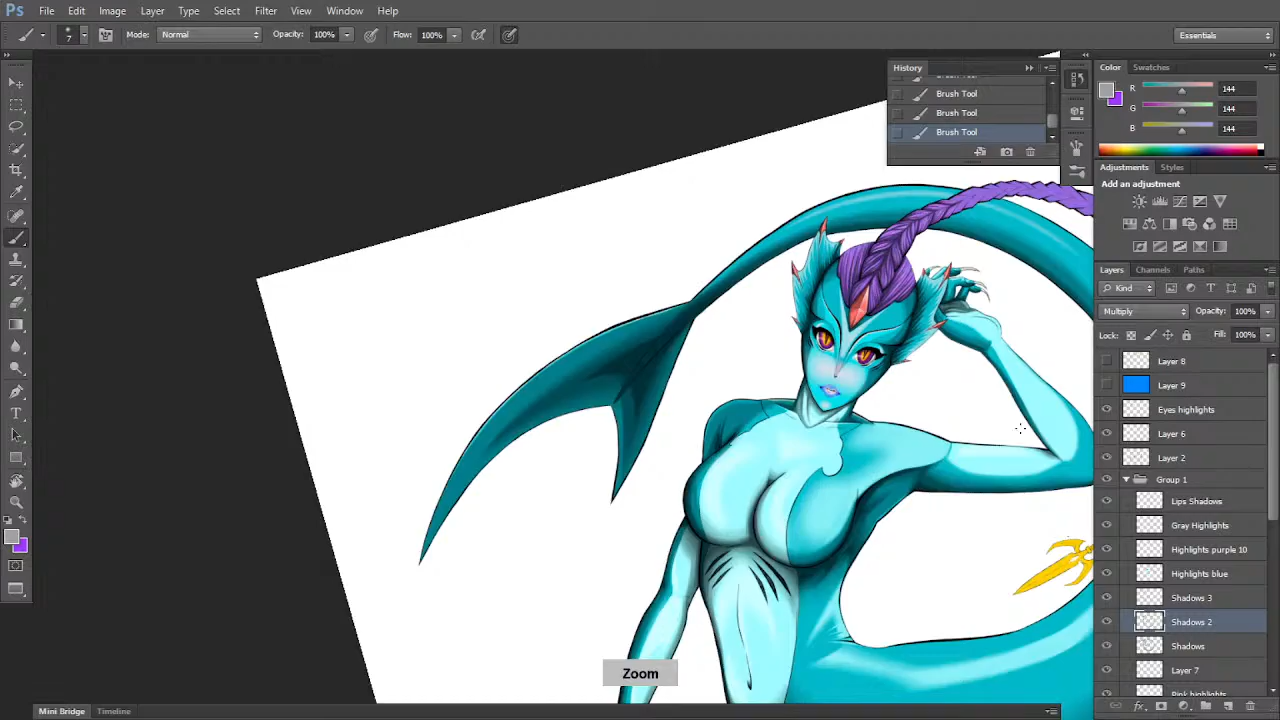 Ps File Edit Image Layer Type Select Filter View Window Help
7 Mode: Normal Opacity: 100% Flow: 100% Essentials
History
Brush Tool
Brush Tool
Brush Tool
Color Swatches
R 144
G 144
B 144
Adjustments Styles
Add an adjustment
Layers Channels Paths
Kind
Multiply Opacity: 100%
Lock: Fill: 100%
Layer 8
Layer 9
Eyes highlights
Layer 6
Layer 2
Group 1
Lips Shadows
Gray Highlights
Highlights purple 10
Highlights blue
Shadows 3
Shadows 2
Shadows
Layer 7
Pink highlights
Zoom
Mini Bridge Timeline